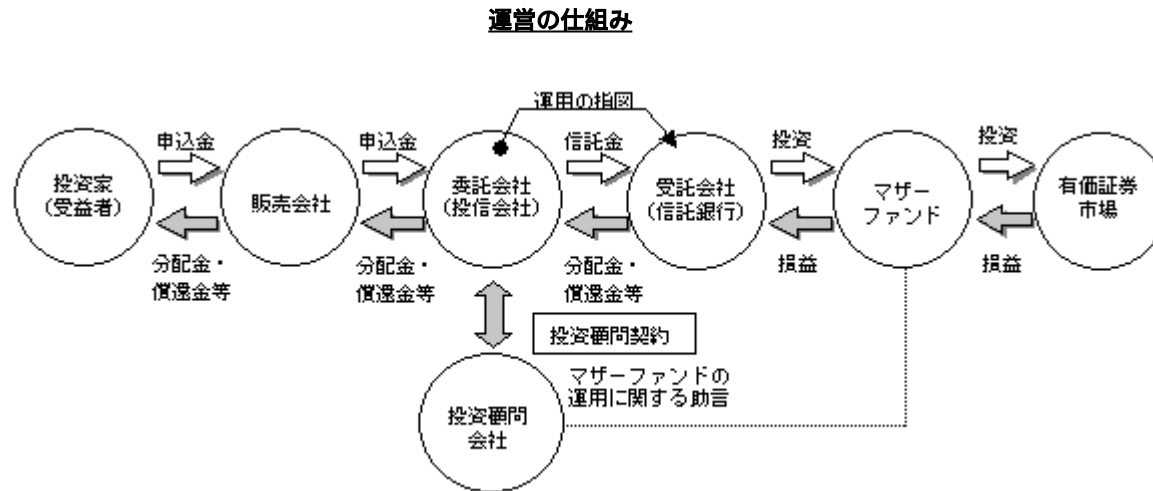 運営の仕組み
運用の指図
申込金
申込金
信託金
投資
投資
投資家
(受益者)
販売会社
委託会社
(投信会社)
受託会社
(信託銀行)
マザー
ファンド
有価証券
市場
分配金・
償還金等
分配金・
償還金等
分配金・
償還金等
損益
損益
投資顧問契約
マザーファンドの
運用に関する助言
投資顧問
会社